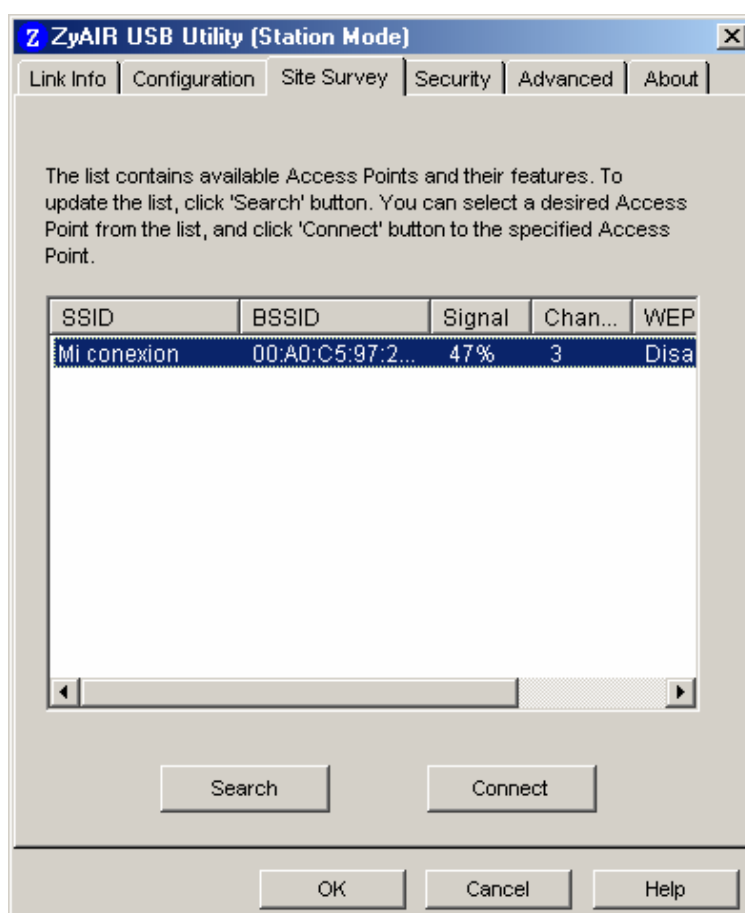 Z ZyAIR USB Utility (Station Mode)
Link Info Configuration Site Survey Security Advanced About
The list contains available Access Points and their features. To
update the list, click 'Search' button. You can select a desired Access
Point from the list, and click 'Connect' button to the specified Access
Point.
SSID BSSID Signal Chan... WEP
Mi conexion 00:A0:C5:97:2... 47% 3 Disa
Search Connect
OK Cancel Help